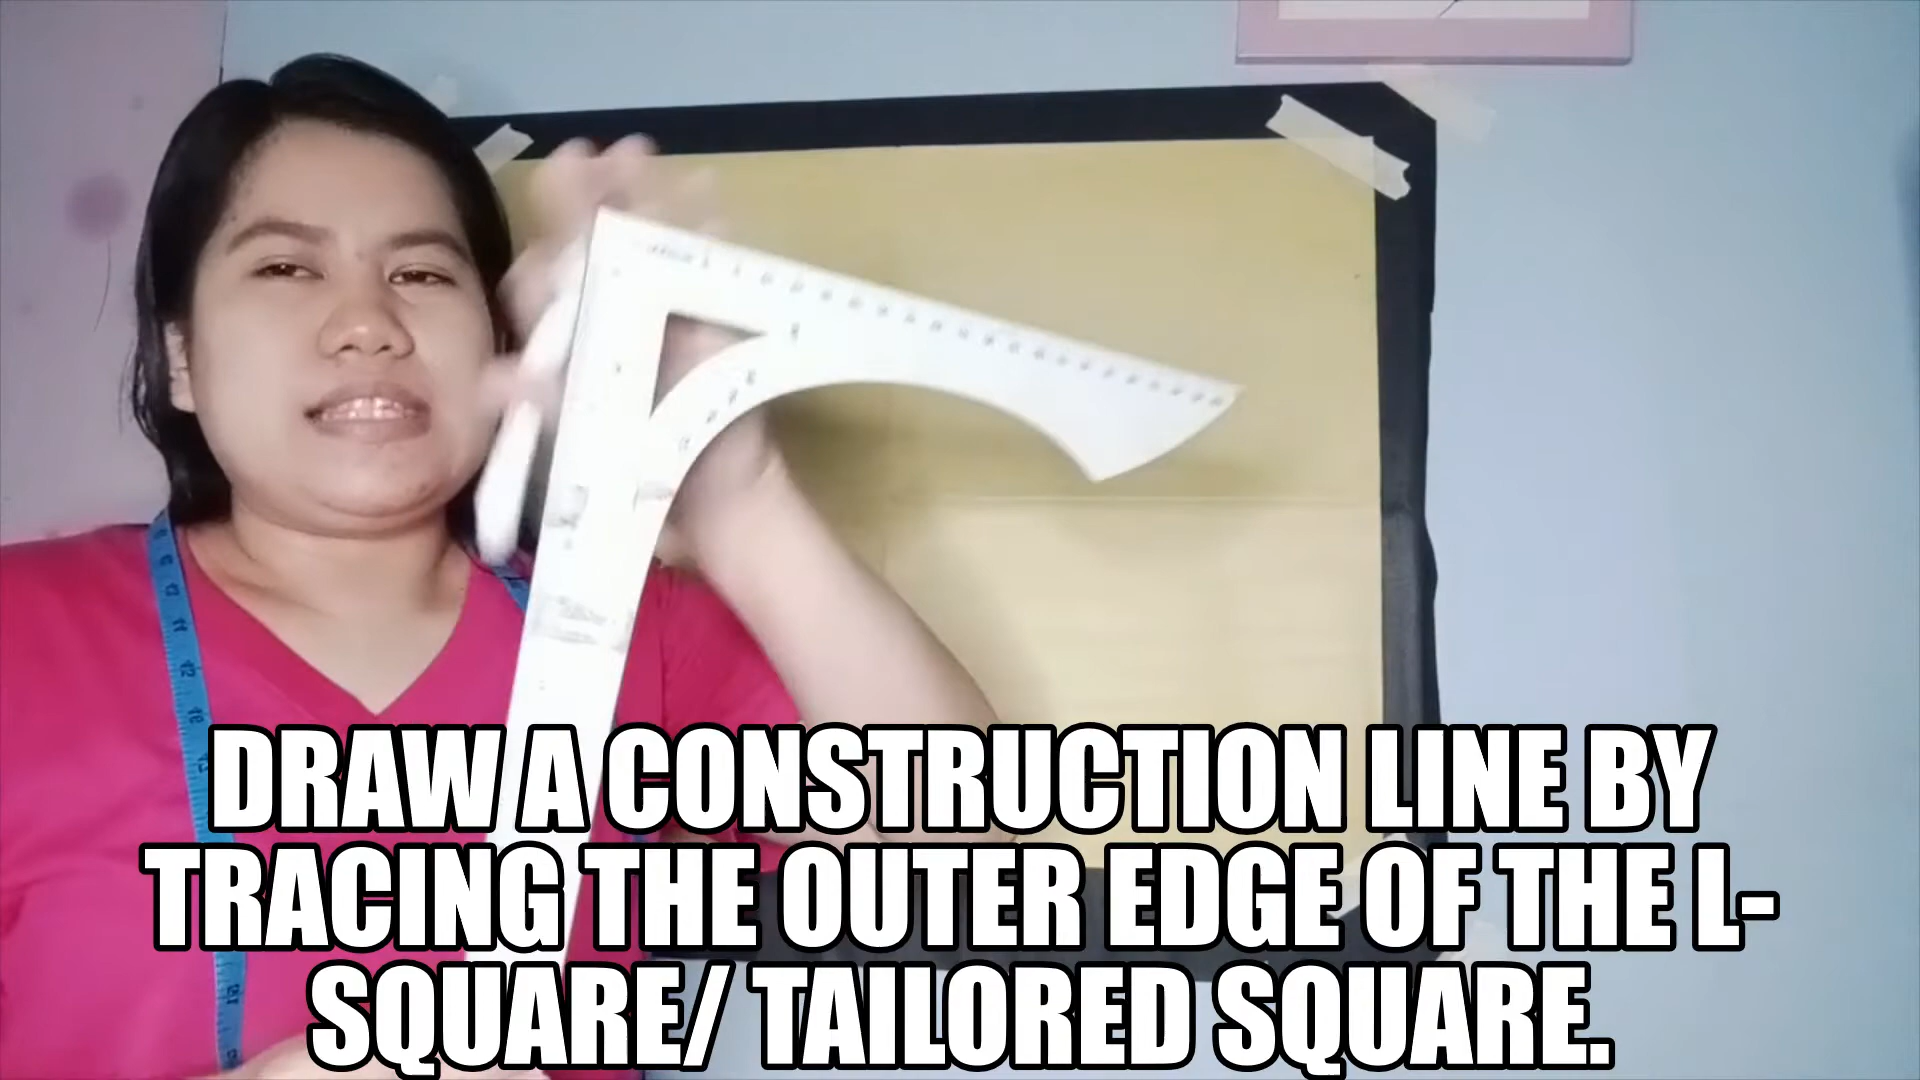 DRAW A CONSTRUCTION LINE BY
TRACING THE OUTER EDGE OF THE L-
SQUARE/ TAILORED SQUARE.